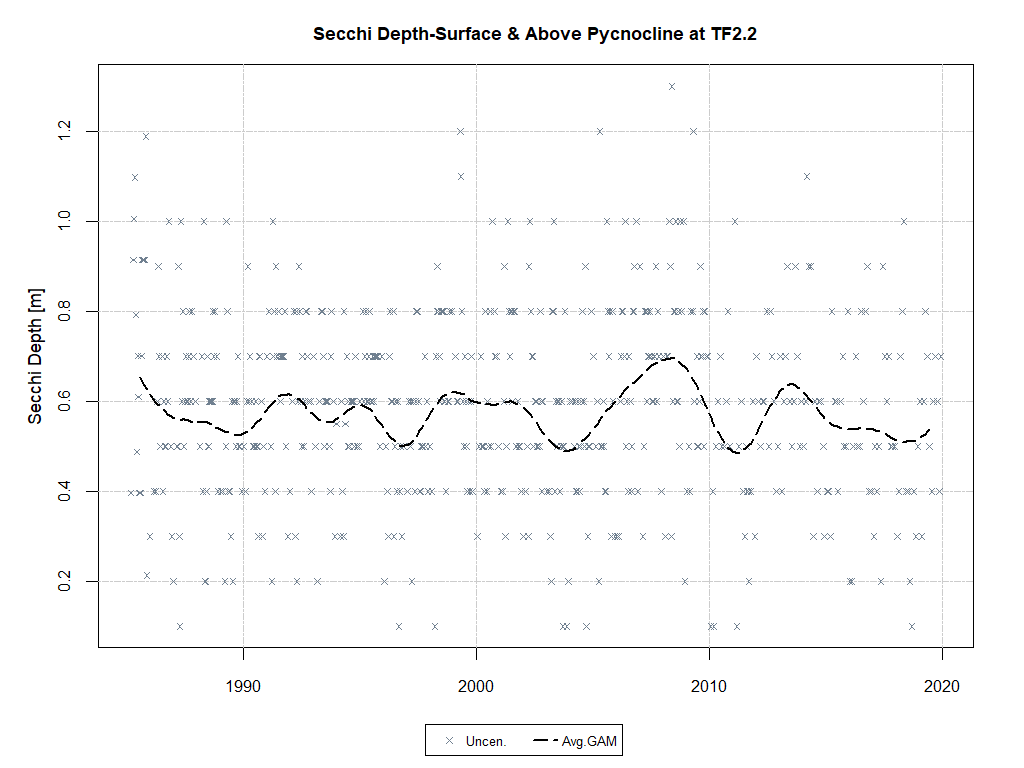 Secchi Depth-Surface & Above Pycnocline at TF2.2
Secchi Depth [m]
1.2
1.0
0.8
0.6
0.4
0.2
1990 2000 2010 2020
Uncen. Avg.GAM